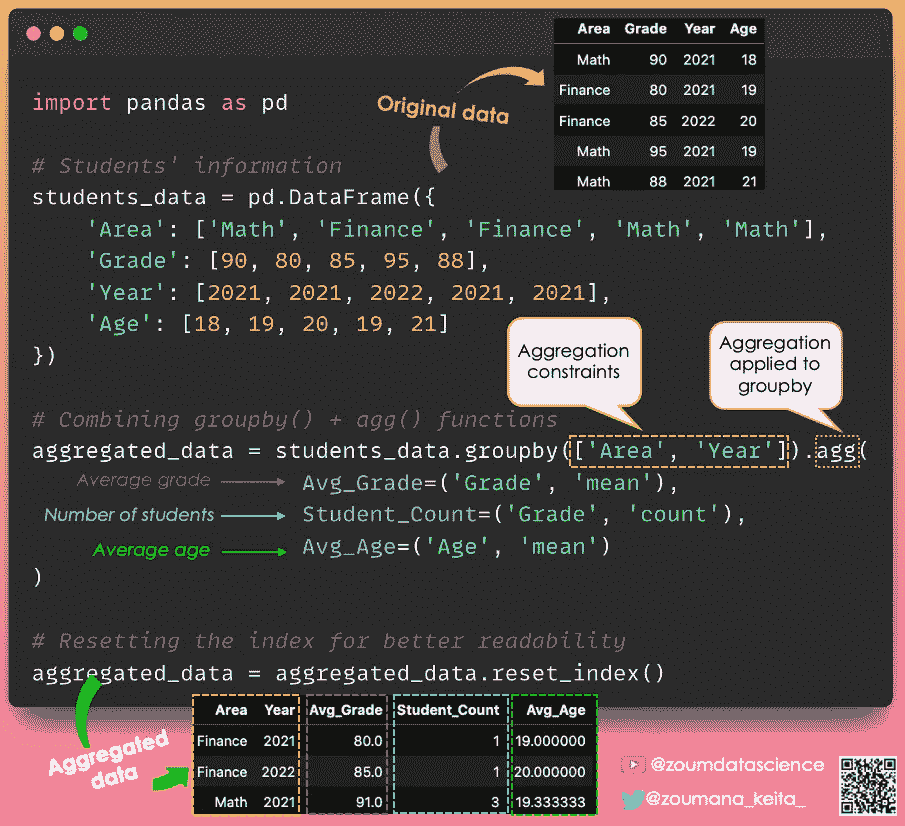 Area Grade Year Age
Math 90 2021 18
Finance 80 2021 19
Finance 85 2022 20
Math 95 2021 19
Math 88 2021 21
Original data
import pandas as pd
# Students' information
students_data = pd.DataFrame({
'Area': ['Math', 'Finance', 'Finance', 'Math', 'Math'],
'Grade': [90, 80, 85, 95, 88],
'Year': [2021, 2021, 2022, 2021, 2021],
'Age': [18, 19, 20, 19, 21]
})
Aggregation
constraints
Aggregation
applied to
groupby
# Combining groupby() + agg() functions
aggregated_data = students_data.groupby(['Area', 'Year']).agg(
Average grade Avg_Grade=('Grade', 'mean'),
Number of students Student_Count=('Grade', 'count'),
Average age Avg_Age=('Age', 'mean')
)
# Resetting the index for better readability
aggregated_data = aggregated_data.reset_index()
Aggregated
data
Area Year Avg_Grade Student_Count Avg_Age
Finance 2021 80.0 1 19.000000
Finance 2022 85.0 1 20.000000
Math 2021 91.0 3 19.333333
@zoumdatascience
@zoumana_keita_